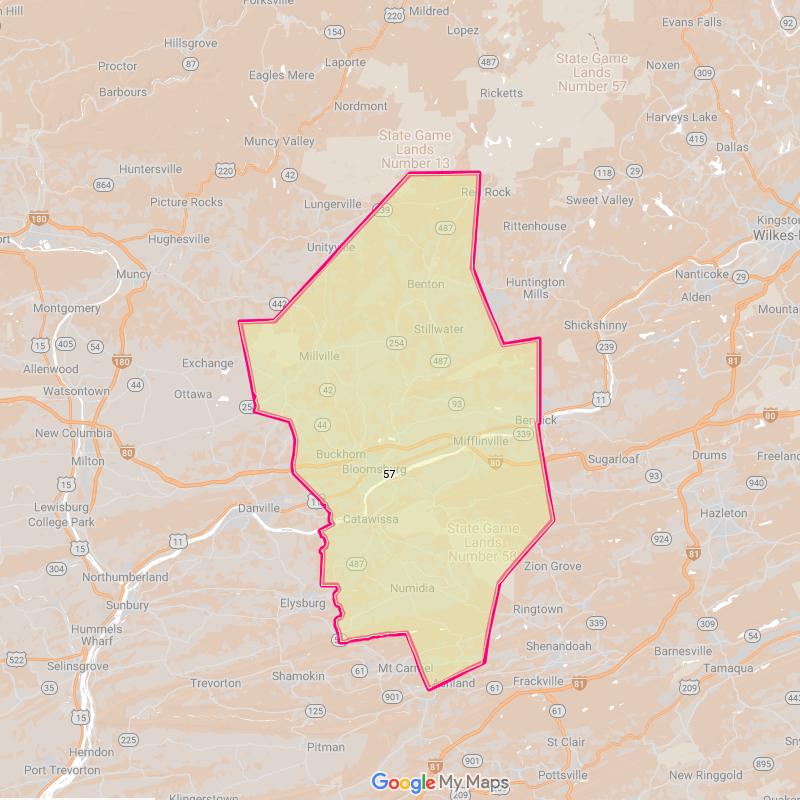 Forksville
Mildred
220
154
Lopez
Evans Falls
92
Hillsgrove
Laporte
487
State Game
Lands
Number 57
Noxen
309
Proctor
87
Eagles Mere
Barbours
Ricketts
Nordmont
Harveys Lake
415
Dallas
Muncy Valley
State Game
Lands
Number 13
Huntersville
220
42
118
29
864
Red Rock
Sweet Valley
Picture Rocks
Lungerville
239
180
487
Rittenhouse
Kingston
Wilkes-
Hughesville
Unityville
Muncy
Nanticoke
29
Benton
Huntington
Mills
Alden
Montgomery
442
Stillwater
Shickshinny
15
405
54
254
239
180
Millville
487
81
Allenwood
Exchange
44
Watsontown
Ottawa
42
93
11
New Columbia
44
Berwick
80
339
Mifflinville
80
Buckhorn
Milton
Bloomsburg
80
Sugarloaf
Drums
Freeland
57
93
940
15
Lewisburg
College Park
Danville
Catawissa
Hazleton
State Game
Lands
Number 58
11
15
924
81
304
487
Zion Grove
Northumberland
Numidia
Sunbury
Elysburg
Ringtown
309
54
Hummels
Wharf
Shenandoah
Barnesville
522
Selinsgrove
Mt Carmel
Tamaqua
Shamokin
61
35
Trevorton
901
Ashland
61
Frackville
81
209
15
125
61
225
Pitman
St Clair
Herndon
901
895
Port Trevorton
81
Google My Maps
Pottsville
New Ringgold
209
Klingerstown